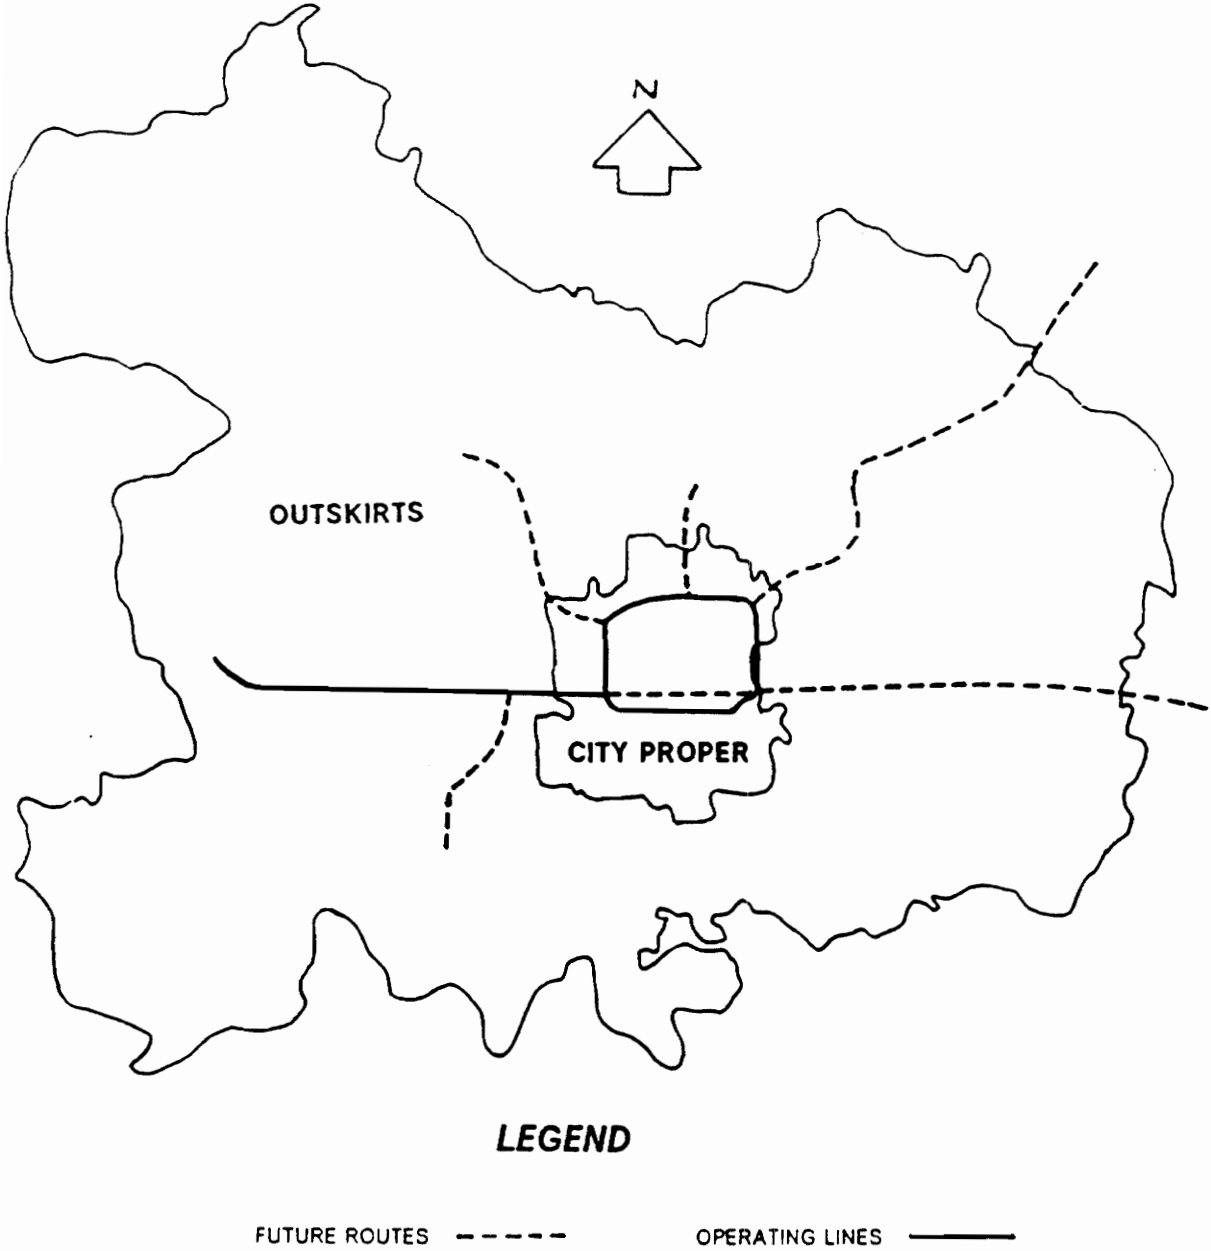 N
OUTSKIRTS
CITY PROPER
LEGEND
FUTURE ROUTES
OPERATING LINES